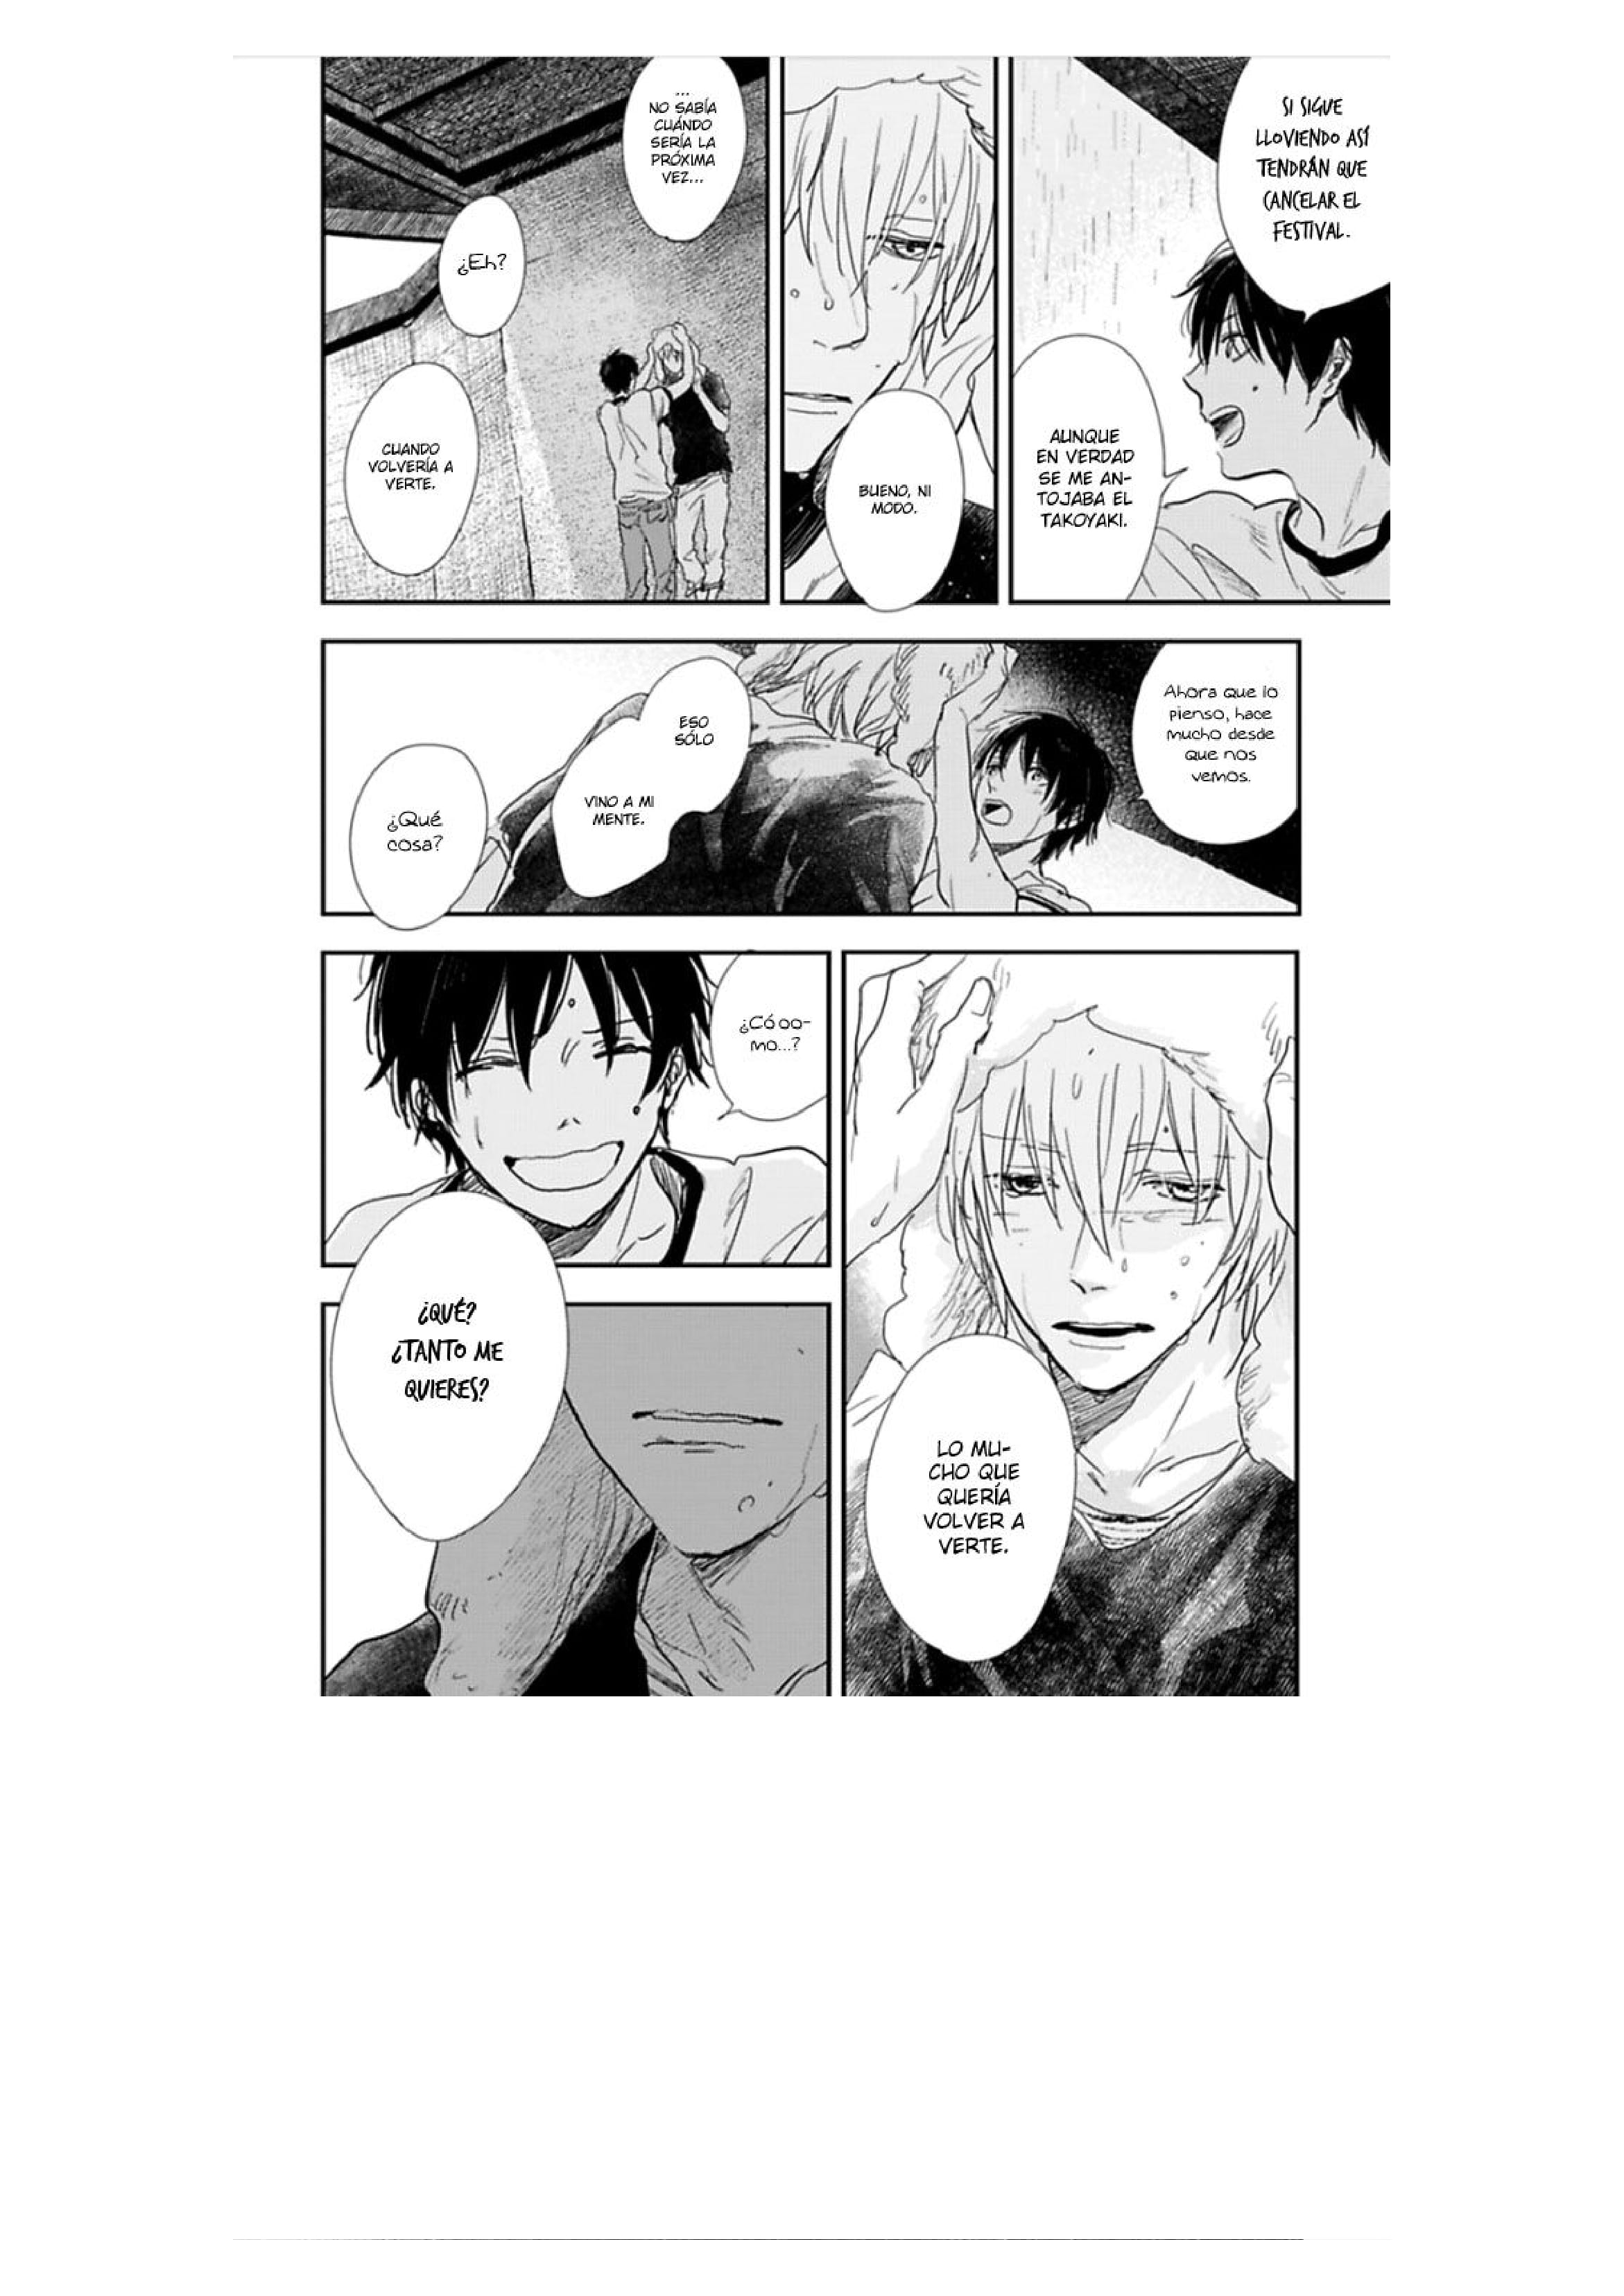 SI SIGUE
LLOVIENDO ASÍ
TENDRÁN QUE
CANCELAR EL
FESTIVAL.
AUNQUE
EN VERDAD
SE ME AN-
TOJABA EL
TAKOYAKI.
BUENO, NI
MODO.
...
NO SABÍA
CUÁNDO
SERÍA LA
PRÓXIMA
VEZ...
¿Eh?
CUANDO
VOLVERÍA A
VERTE.
Ahora que lo
pienso, hace
mucho desde
que nos
vemos.
ESO
SÓLO
VINO A MI
MENTE.
¿Qué
cosa?
LO MU-
CHO QUE
QUERÍA
VOLVER A
VERTE.
¿Có oo-
mo...?
¿QUÉ?
¿TANTO ME
QUIERES?